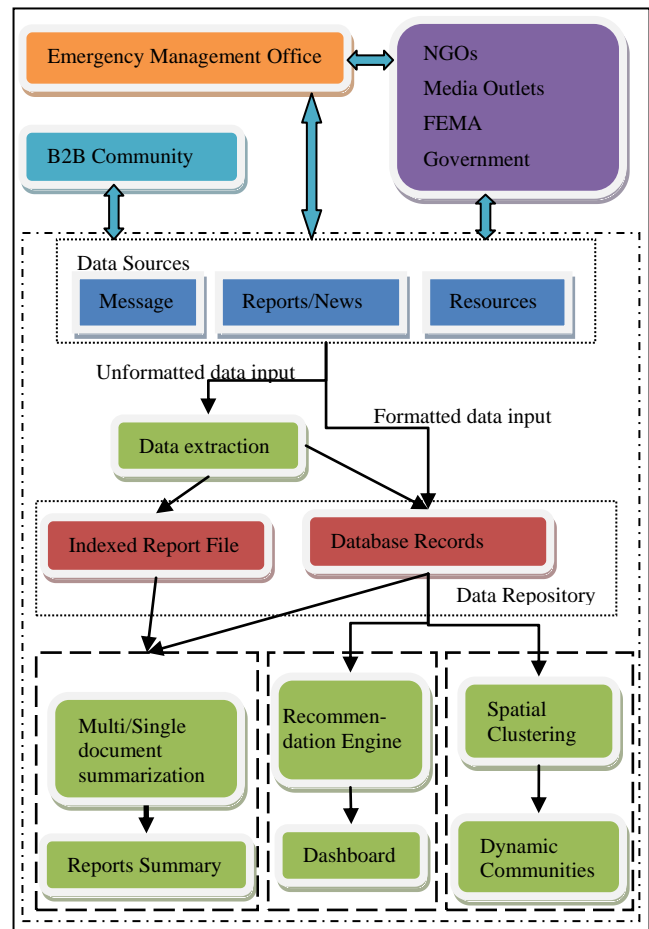 Emergency Management Office
NGOs
Media Outlets
FEMA
Government
B2B Community
Data Sources
Message
Reports/News
Resources
Unformatted data input
Formatted data input
Data extraction
Indexed Report File
Database Records
Data Repository
Multi/Single
document
summarization
Recommen-
dation Engine
Spatial
Clustering
Reports Summary
Dashboard
Dynamic
Communities